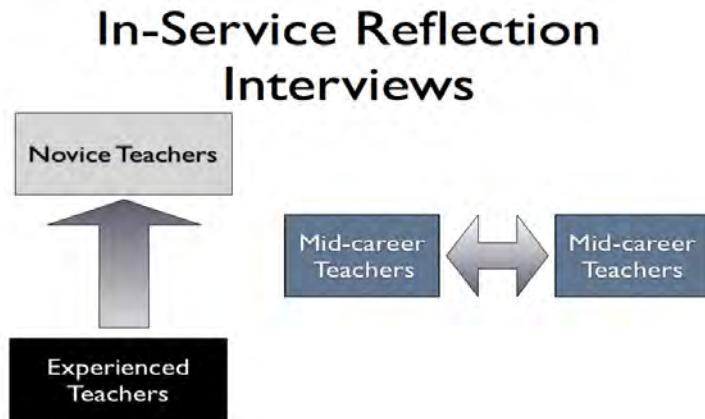 In-Service Reflection
Interviews
Novice Teachers
Mid-career
Teachers
Mid-career
Teachers
Experienced
Teachers